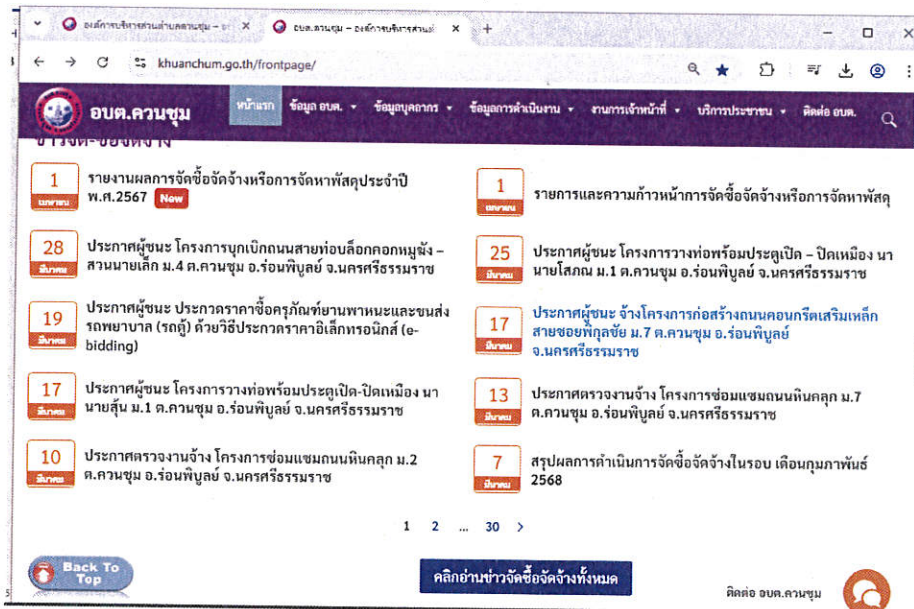 องค์การบริหารส่วนตำบลควนชุม – อ
อบต.ควนชุม – องค์การบริหารส่วนต
khuanchum.go.th/frontpage/
อบต.ควนชุม
หน้าแรก
ข้อมูล อบต.
ข้อมูลบุคลากร
ข้อมูลการดำเนินงาน
งานการเจ้าหน้าที่
บริการประชาชน
ติดต่อ อบต.
1
เมษายน
รายงานผลการจัดซื้อจัดจ้างหรือการจัดหาพัสดุประจำปี
พ.ศ.2567 New
1
เมษายน
รายการและความก้าวหน้าการจัดซื้อจัดจ้างหรือการจัดหาพัสดุ
28
มีนาคม
ประกาศผู้ชนะ โครงการบุกเบิกถนนสายท่อบล็อกคอกหมูฝัง –
สวนนายเล็ก ม.4 ต.ควนชุม อ.ร่อนพิบูลย์ จ.นครศรีธรรมราช
25
มีนาคม
ประกาศผู้ชนะ โครงการวางท่อพร้อมประตูเปิด – ปิดเหมือง นา
นายโสภณ ม.1 ต.ควนชุม อ.ร่อนพิบูลย์ จ.นครศรีธรรมราช
19
มีนาคม
ประกาศผู้ชนะ ประกวดราคาซื้อครุภัณฑ์ยานพาหนะและขนส่ง
รถพยาบาล (รถตู้) ด้วยวิธีประกวดราคาอิเล็กทรอนิกส์ (e-
bidding)
17
มีนาคม
ประกาศผู้ชนะ จ้างโครงการก่อสร้างถนนคอนกรีตเสริมเหล็ก
สายซอยพิกุลชัย ม.7 ต.ควนชุม อ.ร่อนพิบูลย์
จ.นครศรีธรรมราช
17
มีนาคม
ประกาศผู้ชนะ โครงการวางท่อพร้อมประตูเปิด-ปิดเหมือง นา
นายสุ้น ม.1 ต.ควนชุม อ.ร่อนพิบูลย์ จ.นครศรีธรรมราช
13
มีนาคม
ประกาศตรวจงานจ้าง โครงการซ่อมแซมถนนหินคลุก ม.7
ต.ควนชุม อ.ร่อนพิบูลย์ จ.นครศรีธรรมราช
10
มีนาคม
ประกาศตรวจงานจ้าง โครงการซ่อมแซมถนนหินคลุก ม.2
ต.ควนชุม อ.ร่อนพิบูลย์ จ.นครศรีธรรมราช
7
มีนาคม
สรุปผลการดำเนินการจัดซื้อจัดจ้างในรอบ เดือนกุมภาพันธ์
2568
1 2 ... 30 >
Back To
Top
คลิกอ่านข่าวจัดซื้อจัดจ้างทั้งหมด
ติดต่อ อบต.ควนชุม